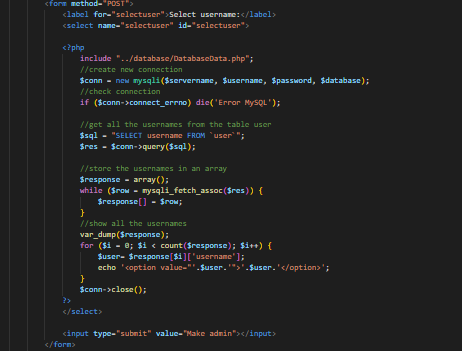 <form method="POST">
<label for="selectuser">Select username:</label>
<select name="selectuser" id="selectuser">
<?php
include "../database/DatabaseData.php";
//create new connection
$conn = new mysqli($servername, $username, $password, $database);
//check connection
if ($conn->connect_errno) die('Error MySQL');
//get all the usernames from the table user
$sql = "SELECT username FROM `user`";
$res = $conn->query($sql);
//store the usernames in an array
$response = array();
while ($row = mysqli_fetch_assoc($res)) {
$response[] = $row;
}
//show all the usernames
var_dump($response);
for ($i = 0; $i < count($response); $i++) {
$user= $response[$i]['username'];
echo '<option value="'.$user.'">'.$user.'</option>';
}
$conn->close();
?>
</select>
<input type="submit" value="Make admin"></input>
</form>